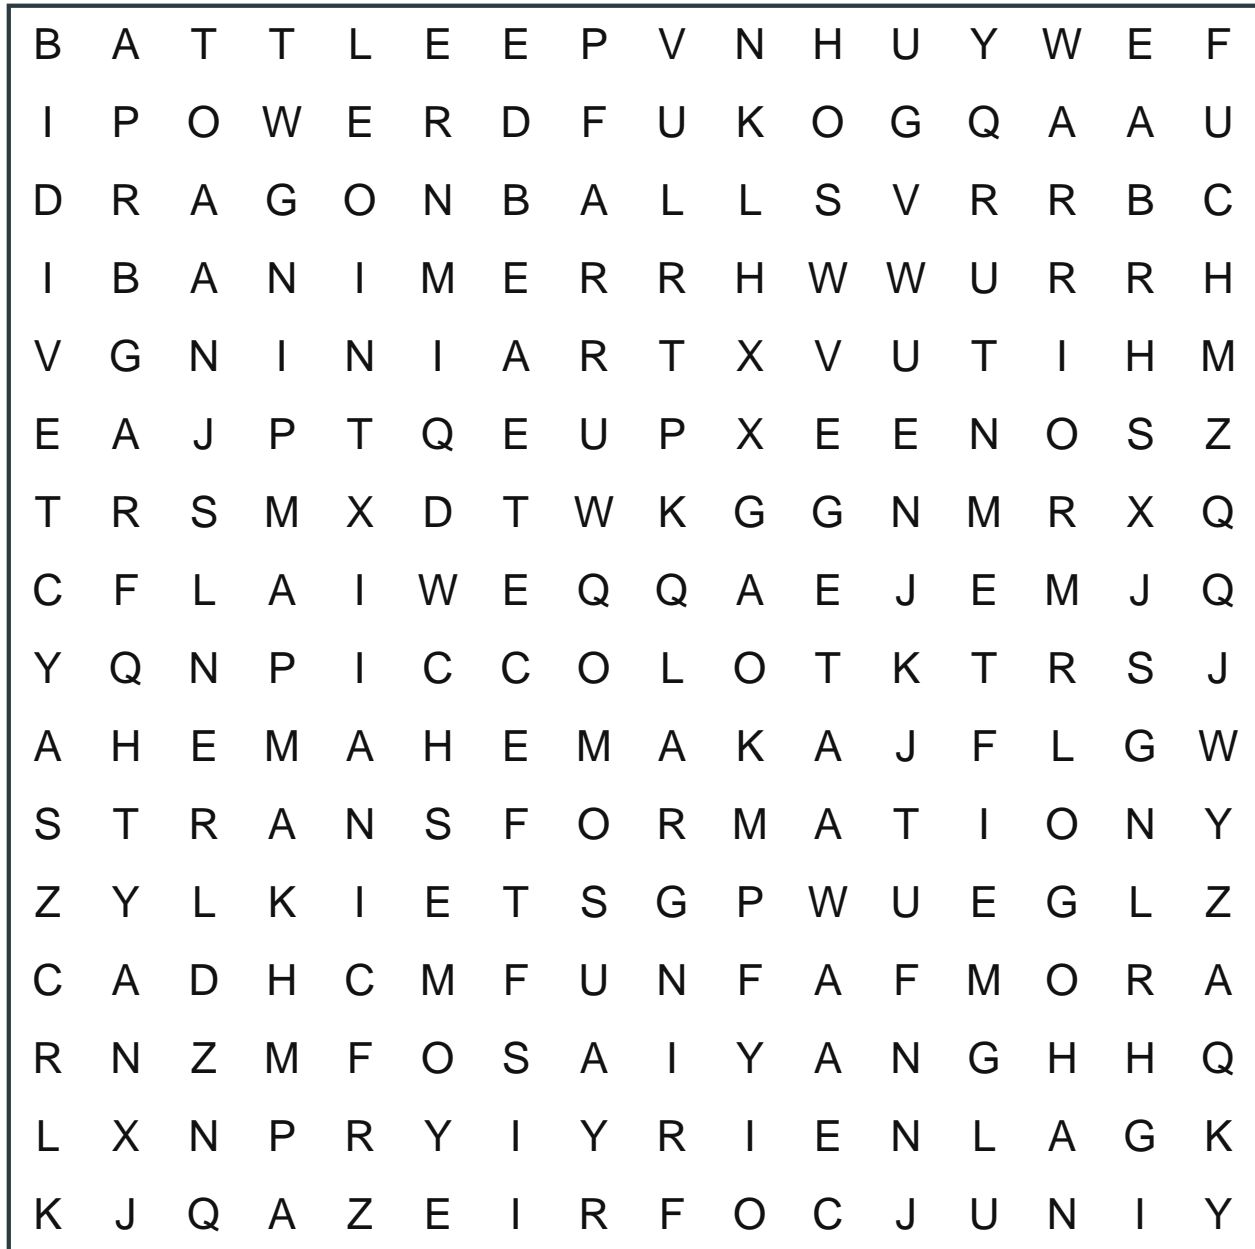 B A T T L E E P V N H U Y W E F
I P O W E R D F U K O G Q A A U
D R A G O N B A L L S V R R B C
I B A N I M E R R H W W U R R H
V G N I N I A R T X V U T I H M
E A J P T Q E U P X E E N O S Z
T R S M X D T W K G G N M R X Q
C F L A I W E Q Q A E J E M J Q
Y Q N P I C C O L O T K T R S J
A H E M A H E M A K A J F L G W
S T R A N S F O R M A T I O N Y
Z Y L K I E T S G P W U E G L Z
C A D H C M F U N F A F M O R A
R N Z M F O S A I Y A N G H H Q
L X N P R Y I Y R I E N L A G K
K J Q A Z E I R F O C J U N I Y